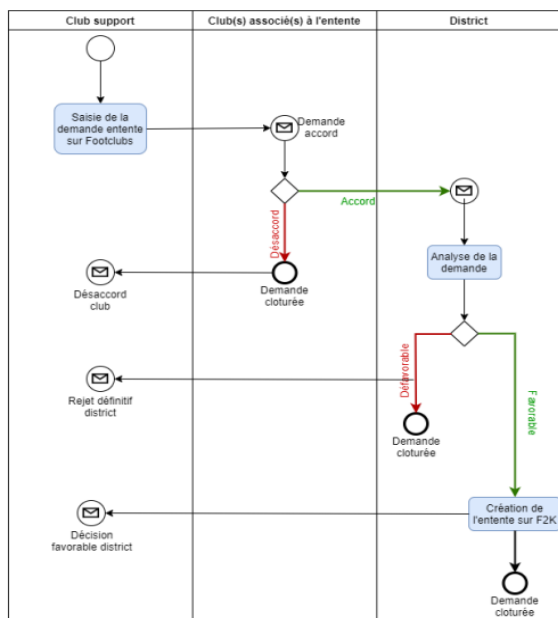 Club support
Club(s) associé(s) à l'entente
District
Saisie de la
demande entente
sur Footclubs
Demande
accord
Accord
Désaccord
Analyse de la
demande
Désaccord
club
Demande
cloturée
Défavorable
Favorable
Rejet définitif
district
Demande
cloturée
Création de
l'entente sur F2K
Décision
favorable district
Demande
cloturée